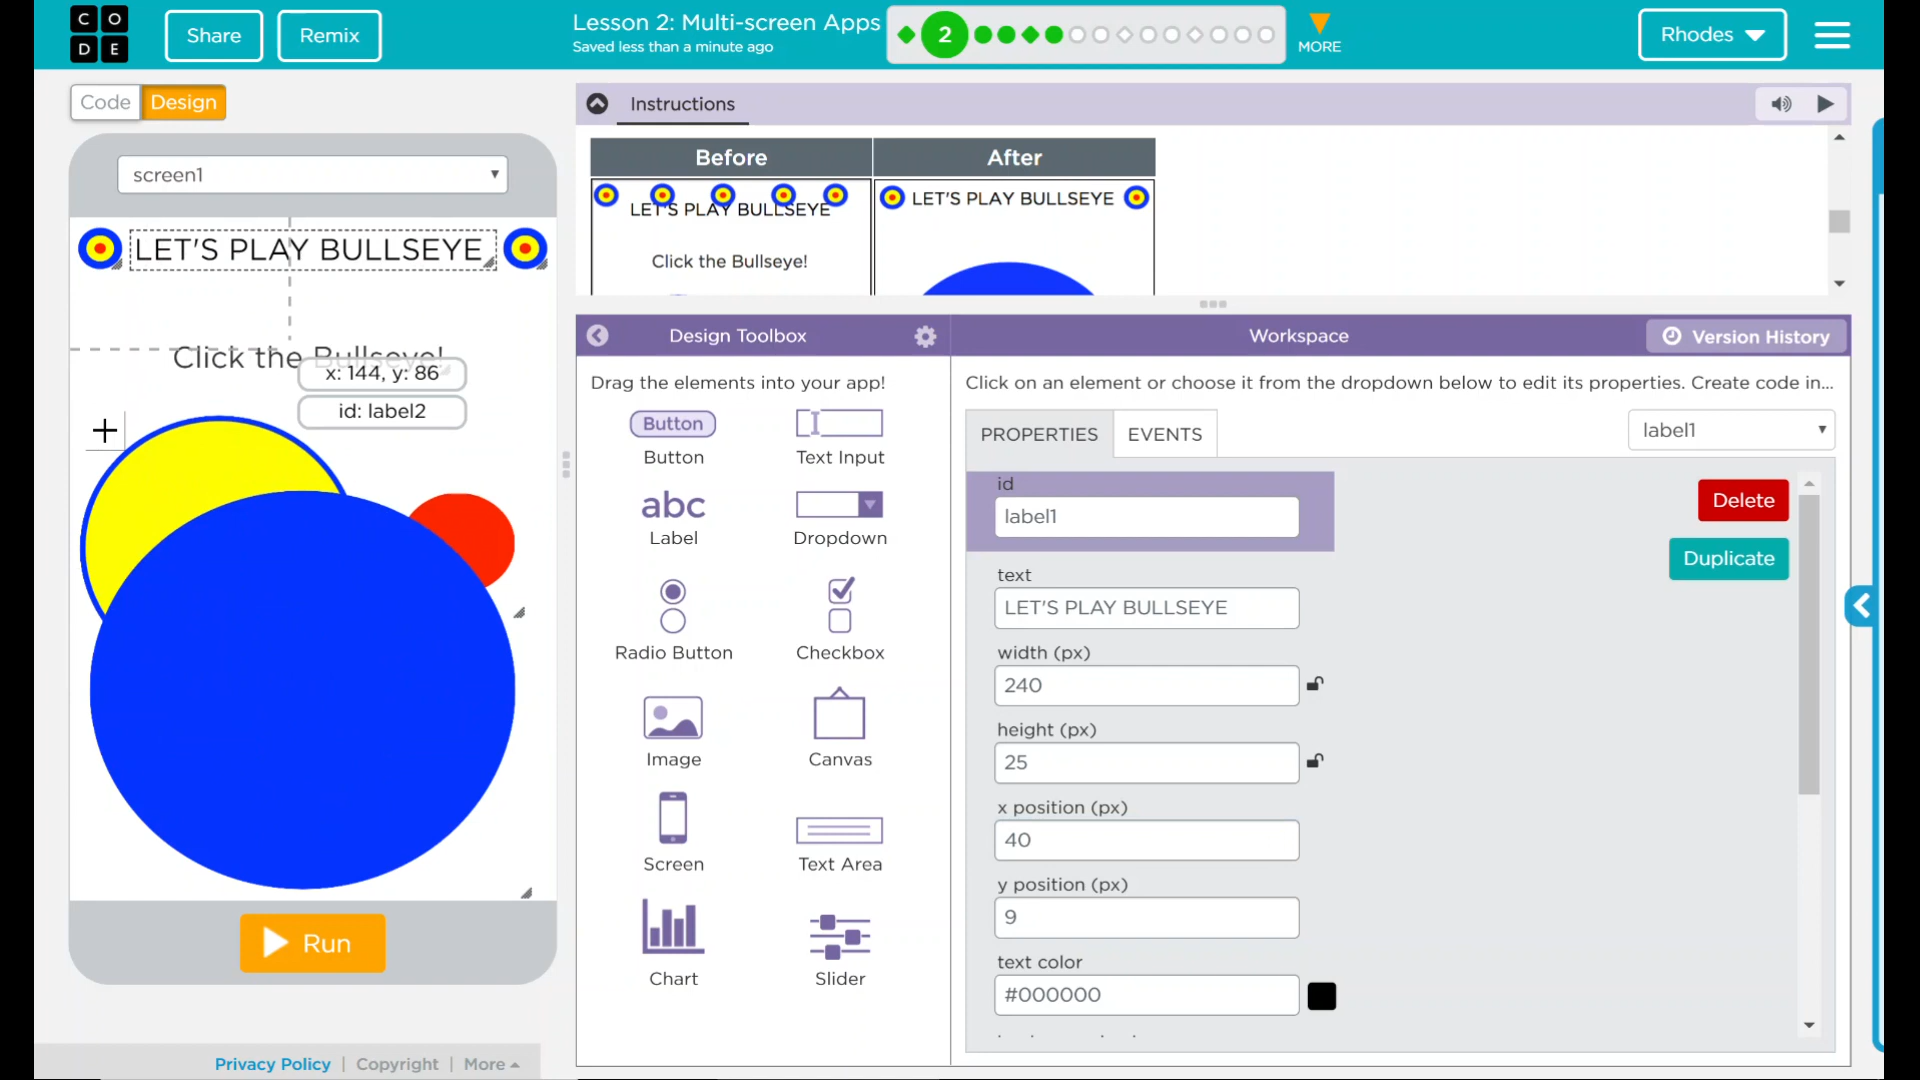 CODE
Share
Remix
Lesson 2: Multi-screen Apps
Saved less than a minute ago
2
MORE
Rhodes
Code
Design
Instructions
Before
After
LET'S PLAY BULLSEYE
Click the Bullseye!
LET'S PLAY BULLSEYE
screen1
LET'S PLAY BULLSEYE
Click the Bullseye!
x: 144, y: 86
id: label2
Run
Design Toolbox
Drag the elements into your app!
Button
Button
Text Input
abc
Label
Dropdown
Radio Button
Checkbox
Image
Canvas
Screen
Text Area
Chart
Slider
Workspace
Version History
Click on an element or choose it from the dropdown below to edit its properties. Create code in...
PROPERTIES
EVENTS
label1
id
label1
Delete
Duplicate
text
LET'S PLAY BULLSEYE
width (px)
240
height (px)
25
x position (px)
40
y position (px)
9
text color
#000000
Privacy Policy | Copyright | More